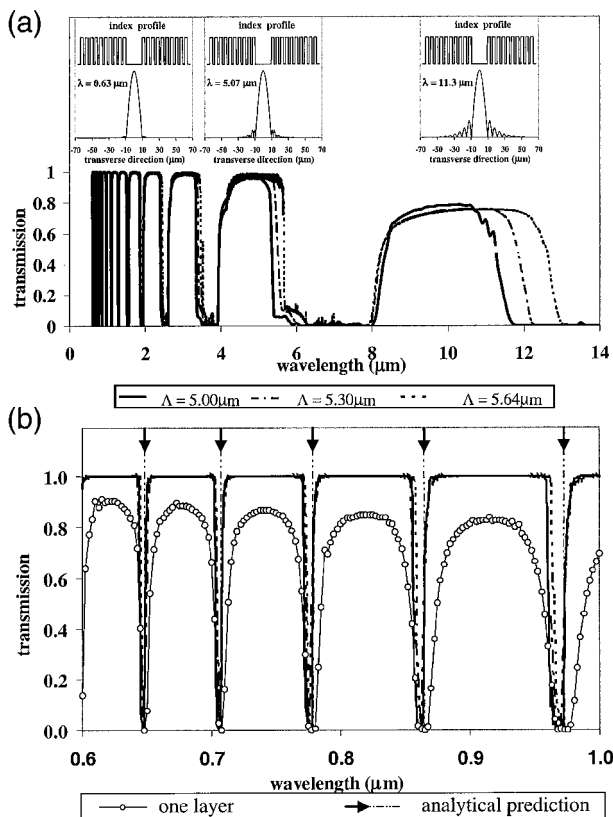 (a)
index profile
λ = 0.63 μm
-70 -50 -30 -10 10 30 50 70
transverse direction (μm)
index profile
λ = 5.07 μm
-70 -50 -30 -10 10 30 50 70
transverse direction (μm)
index profile
λ = 11.3 μm
-70 -50 -30 -10 10 30 50 70
transverse direction (μm)
transmission
1
0.8
0.6
0.4
0.2
0
0 2 4 6 8 10 12 14
wavelength (μm)
Λ = 5.00μm Λ = 5.30μm Λ = 5.64μm
(b)
transmission
1.0
0.8
0.6
0.4
0.2
0.0
0.6 0.7 0.8 0.9 1.0
wavelength (μm)
one layer analytical prediction